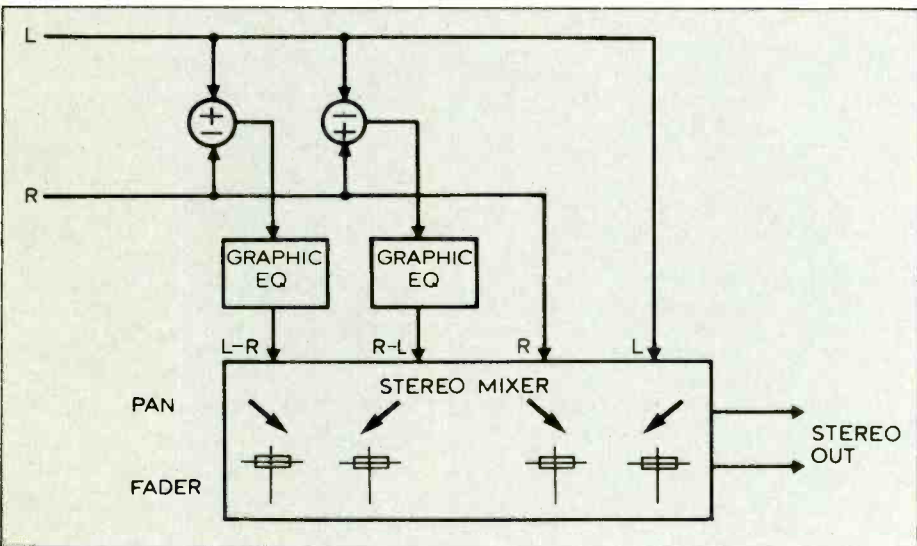 L
+
−
−
+
R
GRAPHIC
EQ
GRAPHIC
EQ
L−R
R−L
R
L
STEREO MIXER
PAN
STEREO
OUT
FADER